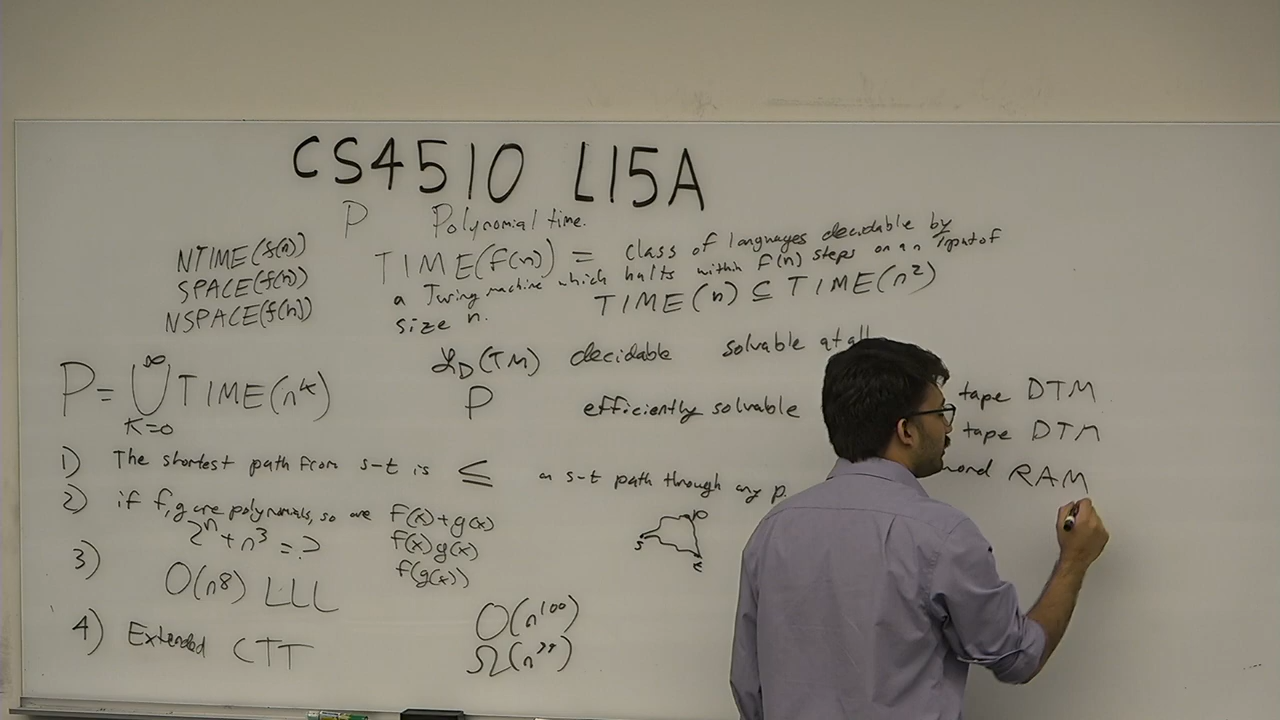 CS4510 L15A
P Polynomial time.
NTIME(f(n))
SPACE(f(n))
NSPACE(f(n))
TIME(f(n)) = class of languages decidable by
a Turing machine which halts within f(n) steps on an input of
size n.
TIME(n) ⊆ TIME(n²)
ℒ_D(TM) decidable solvable at all
P efficiently solvable
P = ⋃_{K=0}^{∞} TIME(n^k)
tape DTM
tape DTM
RAM
1) The shortest path from s-t is ≤ an s-t path through any p.
2) if f,g are polynomials, so are f(x)+g(x)
f(x)g(x)
f(g(x))
2^n + n^3 = ?
p
s
t
3) O(n8) LLL
4) Extended CTT
O(n^100)